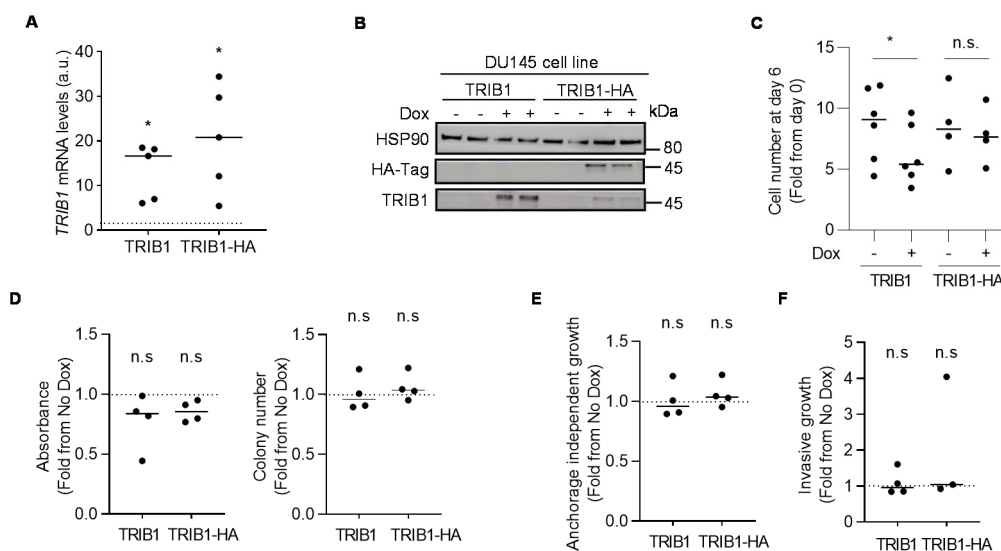 A
TRIB1 mRNA levels (a.u.)
40
30
20
10
0
*
*
TRIB1 TRIB1-HA
B
DU145 cell line
TRIB1 TRIB1-HA
Dox - - + + - - + + kDa
HSP90 80
HA-Tag 45
TRIB1 45
C
Cell number at day 6
(Fold from day 0)
15
10
5
0
* n.s.
Dox - + - +
TRIB1 TRIB1-HA
D
Absorbance
(Fold from No Dox)
1.5
1.0
0.5
0.0
n.s n.s
TRIB1 TRIB1-HA
Colony number
(Fold from No Dox)
1.5
1.0
0.5
0.0
n.s n.s
TRIB1 TRIB1-HA
E
Anchorage independent growth
(Fold from No Dox)
1.5
1.0
0.5
0.0
n.s n.s
TRIB1 TRIB1-HA
F
Invasive growth
(Fold from No Dox)
5
4
3
2
1
0
n.s n.s
TRIB1 TRIB1-HA